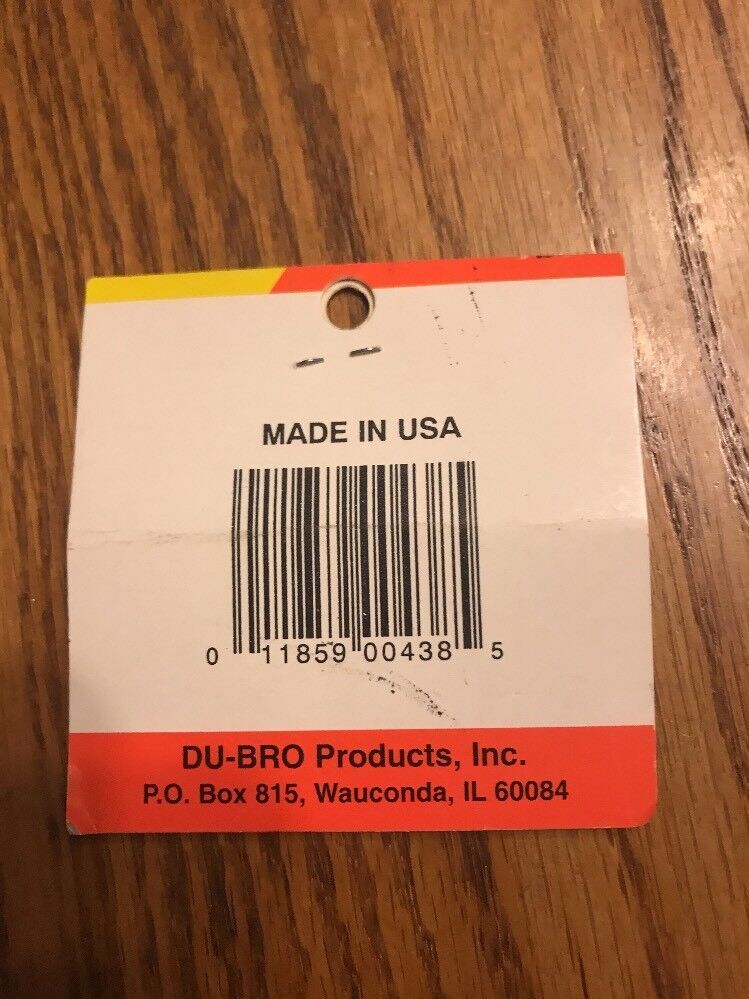 MADE IN USA
0 11859 00438 5
DU-BRO Products, Inc.
P.O. Box 815, Wauconda, IL 60084